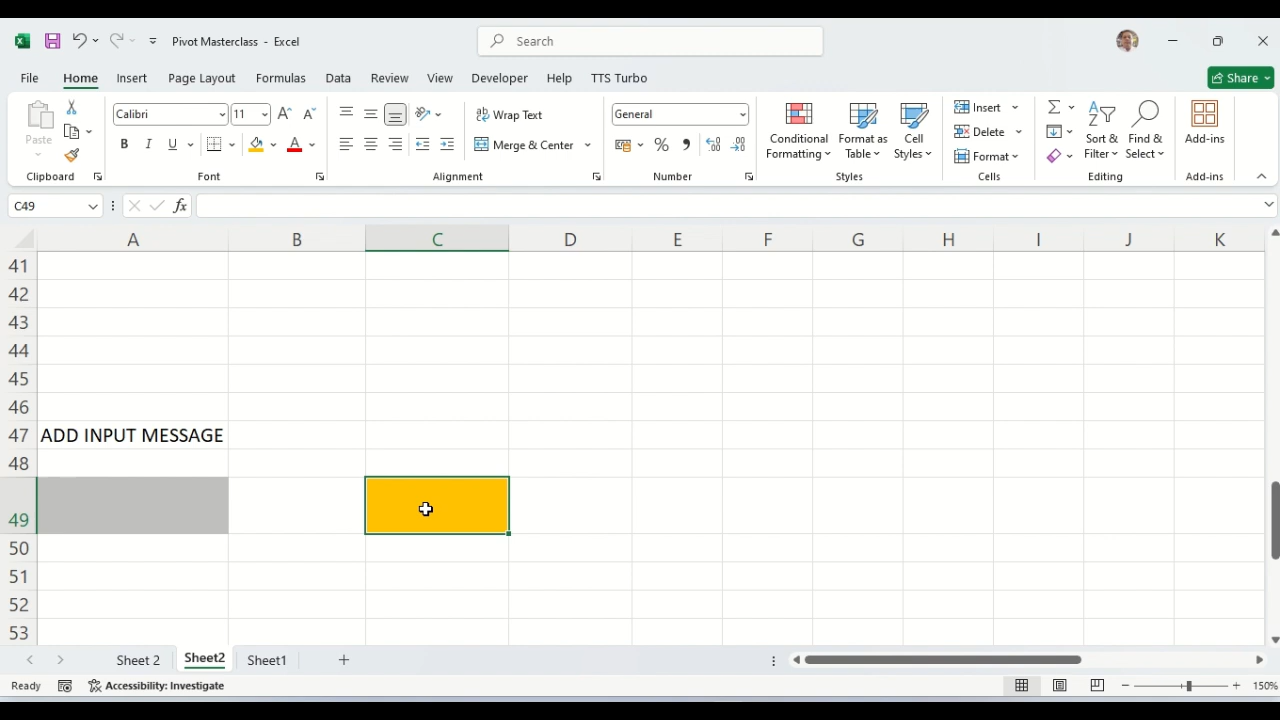 Pivot Masterclass - Excel
Search
File Home Insert Page Layout Formulas Data Review View Developer Help TTS Turbo
Share
Paste
Calibri 11
Wrap Text
Merge & Center
General
Conditional Formatting
Format as Table
Cell Styles
Insert
Delete
Format
Sort & Filter
Find & Select
Add-ins
Clipboard Font Alignment Number Styles Cells Editing Add-ins
C49 fx
A B C D E F G H I J K
41
42
43
44
45
46
47 ADD INPUT MESSAGE
48
49
50
51
52
53
Sheet 2 Sheet2 Sheet1
Ready Accessibility: Investigate 150%